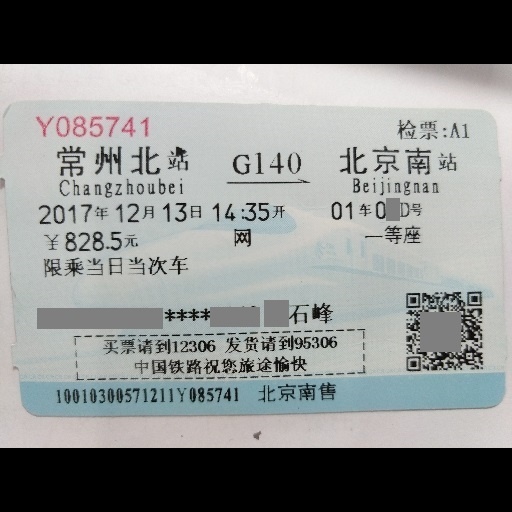 Y085741 检票:A1
常州北站 G140 北京南站
Changzhoubei Beijingnan
2017年12月13日 14:35开 01车0 D号
￥828.5元 网 一等座
限乘当日当次车
**** 石峰
买票请到12306 发货请到95306
中国铁路祝您旅途愉快
10010300571211Y085741 北京南售